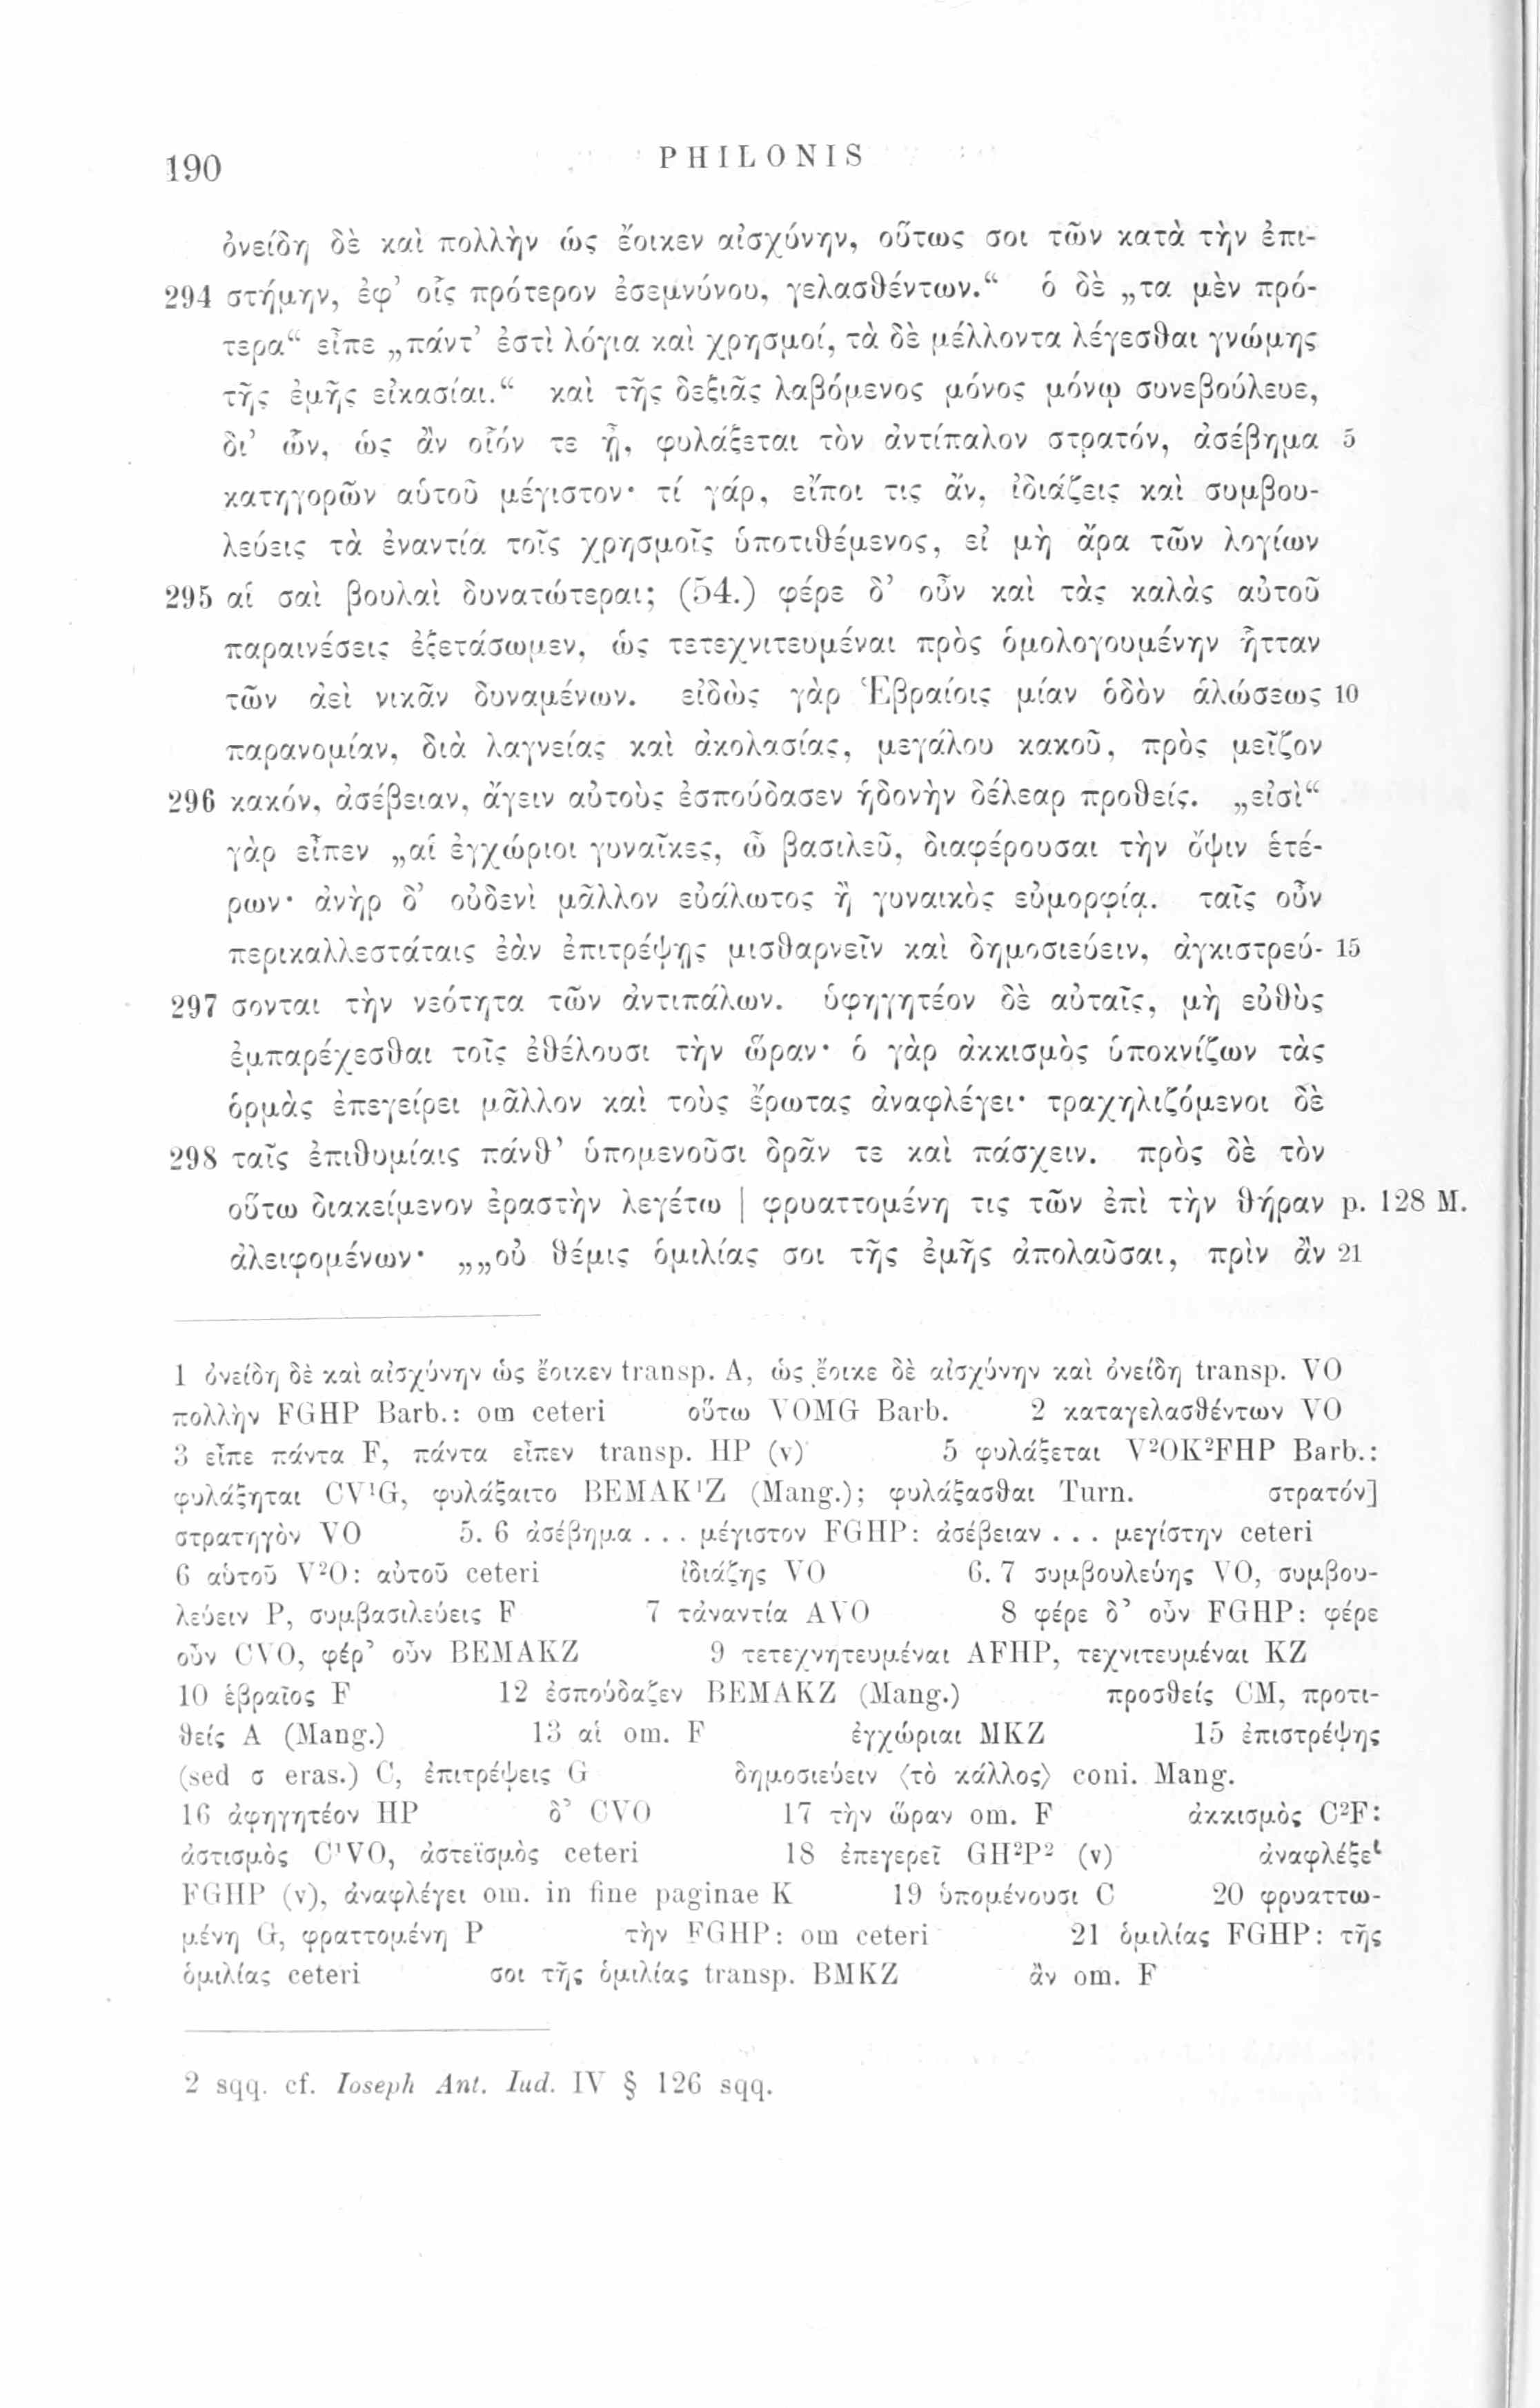 190
PHILONIS
ὀνείδη δὲ καὶ πολλὴν ὡς ἔοικεν αἰσχύνην, οὕτως σοι τῶν κατὰ τὴν ἐπι-
294 στήμην, ἐφ’ οἷς πρότερον ἐσεμνύνου, γελασθέντων.“ ὁ δὲ „τα μὲν πρό-
τερα“ εἶπε „πάντ’ ἐστὶ λόγια καὶ χρησμοί, τὰ δὲ μέλλοντα λέγεσθαι γνώμης
τῆς ἐμῆς εἰκασίαι.“ καὶ τῆς δεξιᾶς λαβόμενος μόνος μόνῳ συνεβούλευε,
δι’ ὧν, ὡς ἂν οἷόν τε ᾖ, φυλάξεται τὸν ἀντίπαλον στρατόν, ἀσέβημα 5
κατηγορῶν αὑτοῦ μέγιστον· τί γάρ, εἴποι τις ἄν, ἰδιάζεις καὶ συμβου-
λεύεις τὰ ἐναντία τοῖς χρησμοῖς ὑποτιθέμενος, εἰ μὴ ἄρα τῶν λογίων
295 αἱ σαὶ βουλαὶ δυνατώτεραι; (54.) φέρε δ’ οὖν καὶ τὰς καλὰς αὐτοῦ
παραινέσεις ἐξετάσωμεν, ὡς τετεχνιτευμέναι πρὸς ὁμολογουμένην ἧτταν
τῶν ἀεὶ νικᾶν δυναμένων. εἰδὼς γὰρ Ἑβραίοις μίαν ὁδὸν ἁλώσεως 10
παρανομίαν, διὰ λαγνείας καὶ ἀκολασίας, μεγάλου κακοῦ, πρὸς μεῖζον
296 κακόν, ἀσέβειαν, ἄγειν αὐτοὺς ἐσπούδασεν ἡδονὴν δέλεαρ προθείς. „εἰσὶ“
γὰρ εἶπεν „αἱ ἐγχώριοι γυναῖκες, ὦ βασιλεῦ, διαφέρουσαι τὴν ὄψιν ἑτέ-
ρων· ἀνὴρ δ’ οὐδενὶ μᾶλλον εὐάλωτος ἢ γυναικὸς εὐμορφίᾳ. ταῖς οὖν
περικαλλεστάταις ἐὰν ἐπιτρέψῃς μισθαρνεῖν καὶ δημοσιεύειν, ἀγκιστρεύ- 15
297 σονται τὴν νεότητα τῶν ἀντιπάλων. ὑφηγητέον δὲ αὐταῖς, μὴ εὐθὺς
ἐμπαρέχεσθαι τοῖς ἐθέλουσι τὴν ὥραν· ὁ γὰρ ἀκκισμὸς ὑποκνίζων τὰς
ὁρμὰς ἐπεγείρει μᾶλλον καὶ τοὺς ἔρωτας ἀναφλέγει· τραχηλιζόμενοι δὲ
298 ταῖς ἐπιθυμίαις πάνθ’ ὑπομενοῦσι δρᾶν τε καὶ πάσχειν. πρὸς δὲ τὸν
οὕτω διακείμενον ἐραστὴν λεγέτω | φρυαττομένη τις τῶν ἐπὶ τὴν θήραν p. 128 M.
ἀλειφομένων· „„οὐ θέμις ὁμιλίας σοι τῆς ἐμῆς ἀπολαῦσαι, πρὶν ἂν 21
1 ὀνείδη δὲ καὶ αἰσχύνην ὡς ἔοικεν transp. A, ὡς ἔοικε δὲ αἰσχύνην καὶ ὀνείδη transp. VO
πολλὴν FGHP Barb.: om ceteri οὕτω VOMG Barb. 2 καταγελασθέντων VO
3 εἶπε πάντα F, πάντα εἶπεν transp. HP (v) 5 φυλάξεται V²OK²FHP Barb.:
φυλάξηται CV¹G, φυλάξαιτο BEMAK¹Z (Mang.); φυλάξασθαι Turn. στρατόν]
στρατηγὸν VO 5. 6 ἀσέβημα . . . μέγιστον FGHP: ἀσέβειαν . . . μεγίστην ceteri
6 αὑτοῦ V²O: αὐτοῦ ceteri ἰδιάζης VO 6. 7 συμβουλεύης VO, συμβου-
λεύειν P, συμβασιλεύεις F 7 τἀναντία AVO 8 φέρε δ’ οὖν FGHP: φέρε
οὖν CVO, φέρ’ οὖν BEMAKZ 9 τετεχνητευμέναι AFHP, τεχνιτευμέναι KZ
10 ἑβραῖος F 12 ἐσπούδαζεν BEMAKZ (Mang.) προσθείς CM, προτι-
θείς A (Mang.) 13 αἱ om. F ἐγχώριαι MKZ 15 ἐπιστρέψης
(sed σ eras.) C, ἐπιτρέψεις G δημοσιεύειν ⟨τὸ κάλλος⟩ coni. Mang.
16 ἀφηγητέον HP δ’ CVO 17 τὴν ὥραν om. F ἀκκισμὸς C²F:
ἀστισμὸς C¹VO, ἀστεϊσμὸς ceteri 18 ἐπεγερεῖ GH²P² (v) ἀναφλέξει
FGHP (v), ἀναφλέγει om. in fine paginae K 19 ὑπομένουσι C 20 φρυαττω-
μένη G, φραττομένη P τὴν FGHP: om ceteri 21 ὁμιλίας FGHP: τῆς
ὁμιλίας ceteri σοι τῆς ὁμιλίας transp. BMKZ ἂν om. F
2 sqq. cf. Ioseph Ant. Iud. IV § 126 sqq.